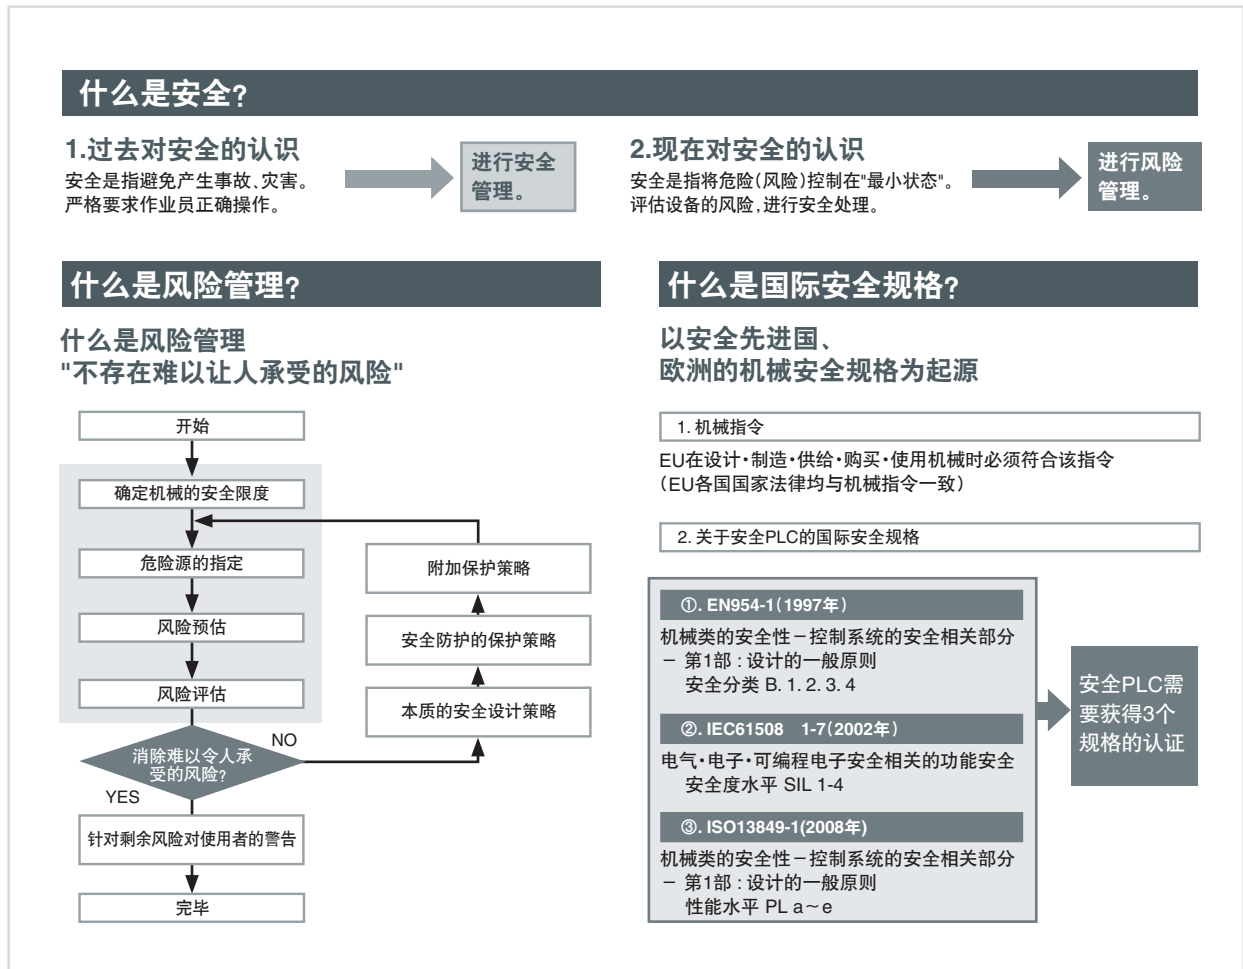 什么是安全?
1.过去对安全的认识
安全是指避免产生事故、灾害。
严格要求作业员正确操作。
进行安全
管理。
2.现在对安全的认识
安全是指将危险(风险)控制在"最小状态"。
评估设备的风险,进行安全处理。
进行风险
管理。
什么是风险管理?
什么是风险管理
"不存在难以让人承受的风险"
开始
确定机械的安全限度
危险源的指定
风险预估
风险评估
消除难以令人承
受的风险?
NO
YES
针对剩余风险对使用者的警告
完毕
附加保护策略
安全防护的保护策略
本质的安全设计策略
什么是国际安全规格?
以安全先进国、
欧洲的机械安全规格为起源
1. 机械指令
EU在设计・制造・供给・购买・使用机械时必须符合该指令
(EU各国国家法律均与机械指令一致)
2. 关于安全PLC的国际安全规格
①. EN954-1(1997年)
机械类的安全性－控制系统的安全相关部分
－ 第1部 : 设计的一般原则
安全分类 B. 1. 2. 3. 4
②. IEC61508 1-7(2002年)
电气・电子・可编程电子安全相关的功能安全
安全度水平 SIL 1-4
③. ISO13849-1(2008年)
机械类的安全性－控制系统的安全相关部分
－ 第1部 : 设计的一般原则
性能水平 PL a～e
安全PLC需
要获得3个
规格的认证